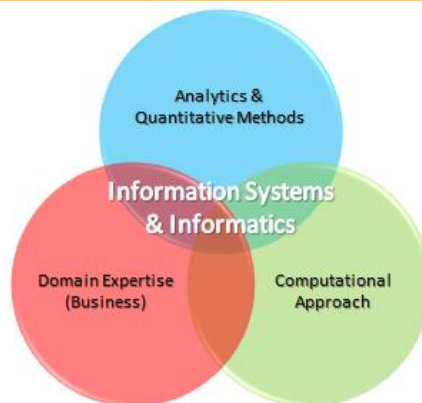 Analytics &
Quantitative Methods
Information Systems
& Informatics
Domain Expertise
(Business)
Computational
Approach